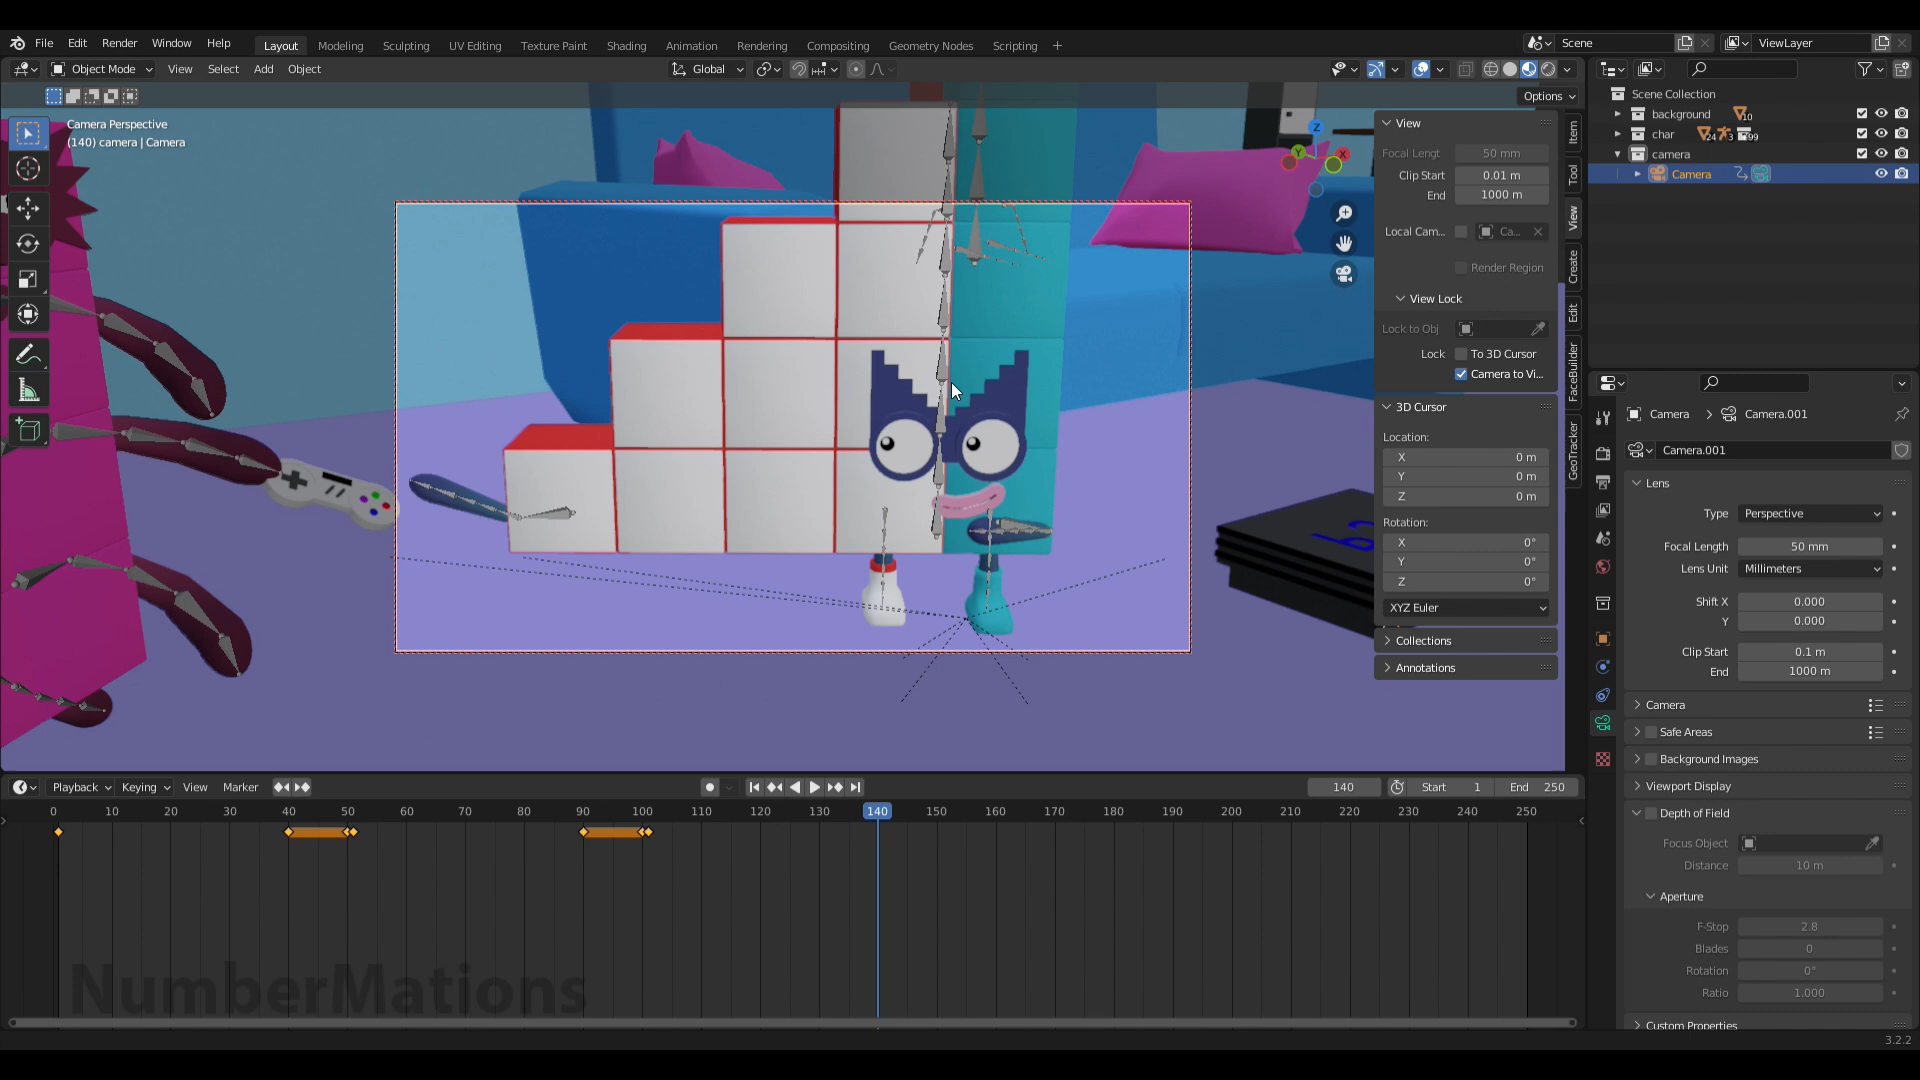 File Edit Render Window Help Layout Modeling Sculpting UV Editing Texture Paint Shading Animation Rendering Compositing Geometry Nodes Scripting + Scene ViewLayer
Object Mode View Select Add Object Global
Options
Camera Perspective
(140) camera | Camera
View
Focal Lengt 50 mm
Clip Start 0.01 m
End 1000 m
Local Cam... Ca...
Render Region
View Lock
Lock to Obj
Lock To 3D Cursor
Camera to Vi...
3D Cursor
Location:
X 0 m
Y 0 m
Z 0 m
Rotation:
X 0°
Y 0°
Z 0°
XYZ Euler
Collections
Annotations
Item
Tool
View
Create
Edit
FaceBuilder
GeoTracker
Z
Y
X
Scene Collection
background 10
char 24 3 99
camera
Camera
Camera > Camera.001
Camera.001
Lens
Type Perspective
Focal Length 50 mm
Lens Unit Millimeters
Shift X 0.000
Y 0.000
Clip Start 0.1 m
End 1000 m
Camera
Safe Areas
Background Images
Viewport Display
Depth of Field
Focus Object
Distance 10 m
Aperture
F-Stop 2.8
Blades 0
Rotation 0°
Ratio 1.000
Custom Properties
Playback Keying View Marker 140 Start 1 End 250
0 10 20 30 40 50 60 70 80 90 100 110 120 130 140 150 160 170 180 190 200 210 220 230 240 250
NumberMations
3.2.2